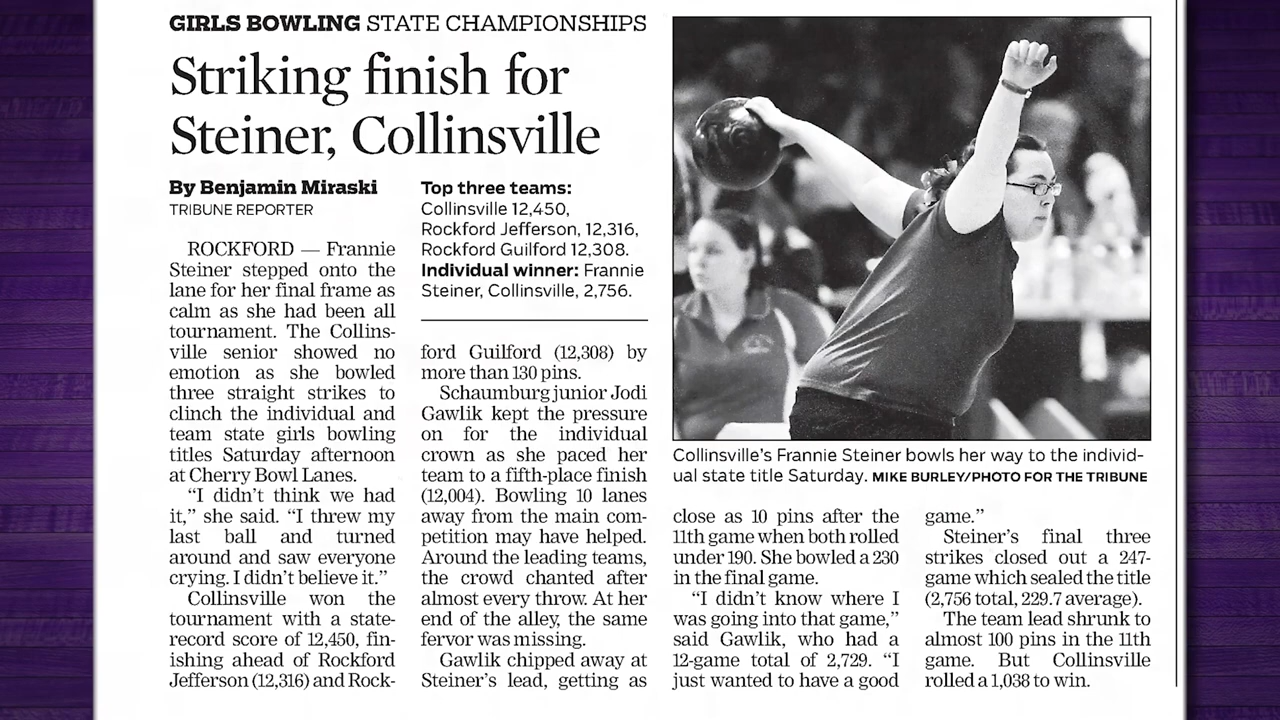 GIRLS BOWLING STATE CHAMPIONSHIPS
Striking finish for
Steiner, Collinsville
By Benjamin Miraski
TRIBUNE REPORTER
ROCKFORD — Frannie
Steiner stepped onto the
lane for her final frame as
calm as she had been all
tournament. The Collins-
ville senior showed no
emotion as she bowled
three straight strikes to
clinch the individual and
team state girls bowling
titles Saturday afternoon
at Cherry Bowl Lanes.
“I didn’t think we had
it,” she said. “I threw my
last ball and turned
around and saw everyone
crying. I didn’t believe it.”
Collinsville won the
tournament with a state-
record score of 12,450, fin-
ishing ahead of Rockford
Jefferson (12,316) and Rock-
Top three teams:
Collinsville 12,450,
Rockford Jefferson, 12,316,
Rockford Guilford 12,308.
Individual winner: Frannie
Steiner, Collinsville, 2,756.
ford Guilford (12,308) by
more than 130 pins.
Schaumburg junior Jodi
Gawlik kept the pressure
on for the individual
crown as she paced her
team to a fifth-place finish
(12,004). Bowling 10 lanes
away from the main com-
petition may have helped.
Around the leading teams,
the crowd chanted after
almost every throw. At her
end of the alley, the same
fervor was missing.
Gawlik chipped away at
Steiner’s lead, getting as
Collinsville’s Frannie Steiner bowls her way to the individ-
ual state title Saturday. MIKE BURLEY/PHOTO FOR THE TRIBUNE
close as 10 pins after the
11th game when both rolled
under 190. She bowled a 230
in the final game.
“I didn’t know where I
was going into that game,”
said Gawlik, who had a
12-game total of 2,729. “I
just wanted to have a good
game.”
Steiner’s final three
strikes closed out a 247-
game which sealed the title
(2,756 total, 229.7 average).
The team lead shrunk to
almost 100 pins in the 11th
game. But Collinsville
rolled a 1,038 to win.